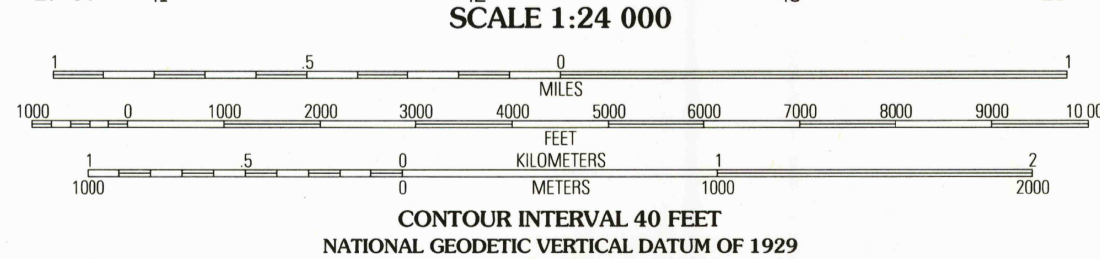 SCALE 1:24 000
1 .5 0 1
MILES
1000 0 1000 2000 3000 4000 5000 6000 7000 8000 9000 10 00
FEET
1 .5 0 KILOMETERS 1 2
1000 0 METERS 1000 2000
CONTOUR INTERVAL 40 FEET
NATIONAL GEODETIC VERTICAL DATUM OF 1929